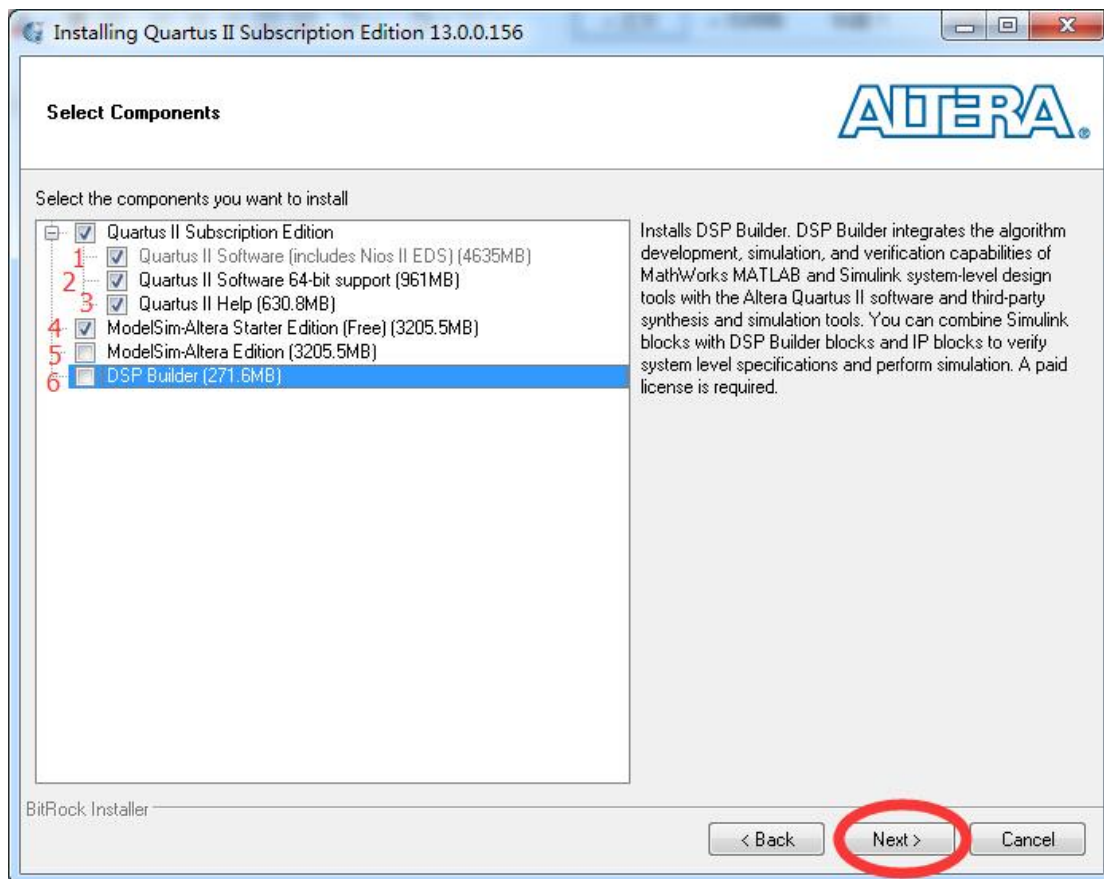 Installing Quartus II Subscription Edition 13.0.0.156
Select Components
ALTERA®
Select the components you want to install
Quartus II Subscription Edition
1 Quartus II Software (includes Nios II EDS) (4635MB)
2 Quartus II Software 64-bit support (961MB)
3 Quartus II Help (630.8MB)
4 ModelSim-Altera Starter Edition (Free) (3205.5MB)
5 ModelSim-Altera Edition (3205.5MB)
6 DSP Builder (271.6MB)
Installs DSP Builder. DSP Builder integrates the algorithm
development, simulation, and verification capabilities of
MathWorks MATLAB and Simulink system-level design
tools with the Altera Quartus II software and third-party
synthesis and simulation tools. You can combine Simulink
blocks with DSP Builder blocks and IP blocks to verify
system level specifications and perform simulation. A paid
license is required.
BitRock Installer
< Back
Next >
Cancel